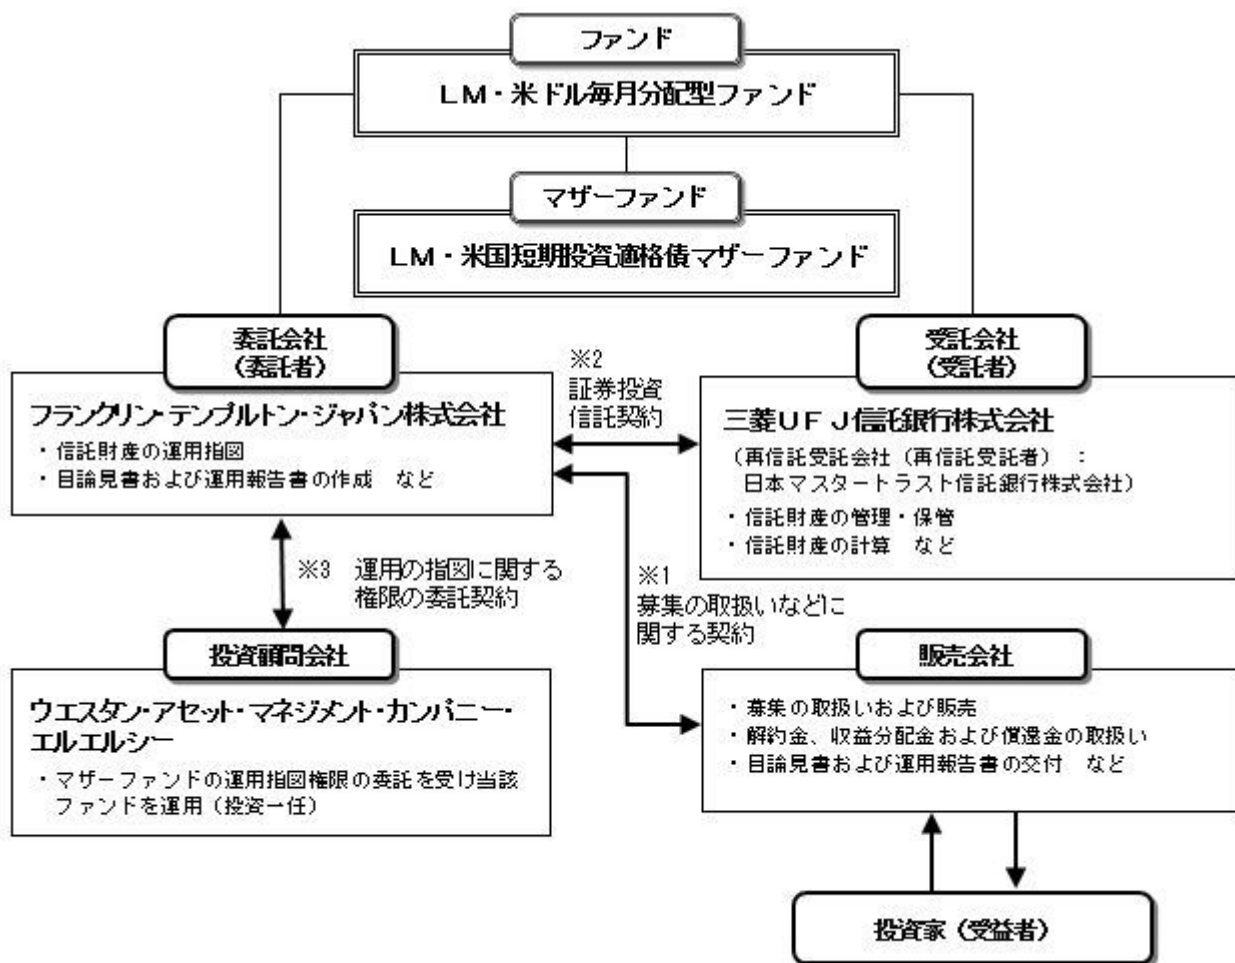 ファンド
LM・米ドル毎月分配型ファンド
マザーファンド
LM・米国短期投資適格債マザーファンド
委託会社
（委託者）
フランクリン・テンプルトン・ジャパン株式会社
・信託財産の運用指図
・目論見書および運用報告書の作成　など
※2
証券投資
信託契約
受託会社
（受託者）
三菱UFJ信託銀行株式会社
（再信託受託会社（再信託受託者）：
日本マスタートラスト信託銀行株式会社）
・信託財産の管理・保管
・信託財産の計算　など
※3　運用の指図に関する
権限の委託契約
※1
募集の取扱いなどに
関する契約
投資顧問会社
ウエスタン・アセット・マネジメント・カンパニー・
エルエルシー
・マザーファンドの運用指図権限の委託を受け当該
ファンドを運用（投資一任）
販売会社
・募集の取扱いおよび販売
・解約金、収益分配金および償還金の取扱い
・目論見書および運用報告書の交付　など
投資家（受益者）